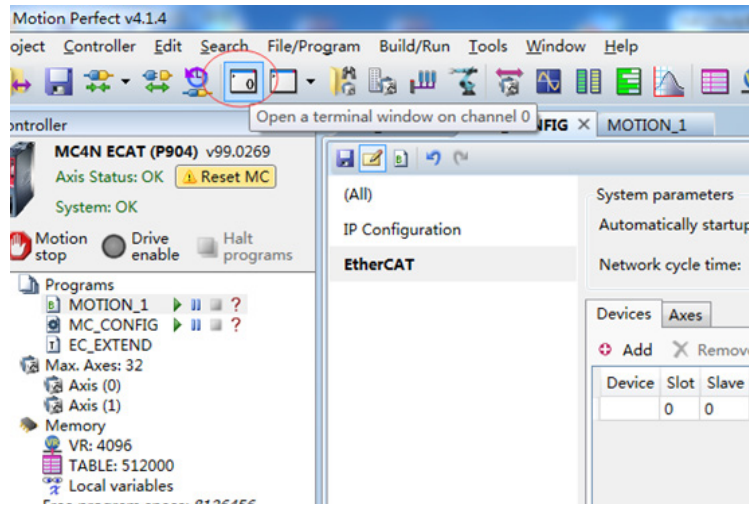 Motion Perfect v4.1.4
oject Controller Edit Search File/Program Build/Run Tools Window Help
Open a terminal window on channel 0
NFIG × MOTION_1
ontroller
MC4N ECAT (P904) v99.0269
Axis Status: OK Reset MC
System: OK
Motion stop Drive enable Halt programs
Programs
MOTION_1 ?
MC_CONFIG ?
EC_EXTEND
Max. Axes: 32
Axis (0)
Axis (1)
Memory
VR: 4096
TABLE: 512000
Local variables
(All)
IP Configuration
EtherCAT
System parameters
Automatically startup
Network cycle time:
Devices Axes
Add Remove
Device Slot Slave
0 0